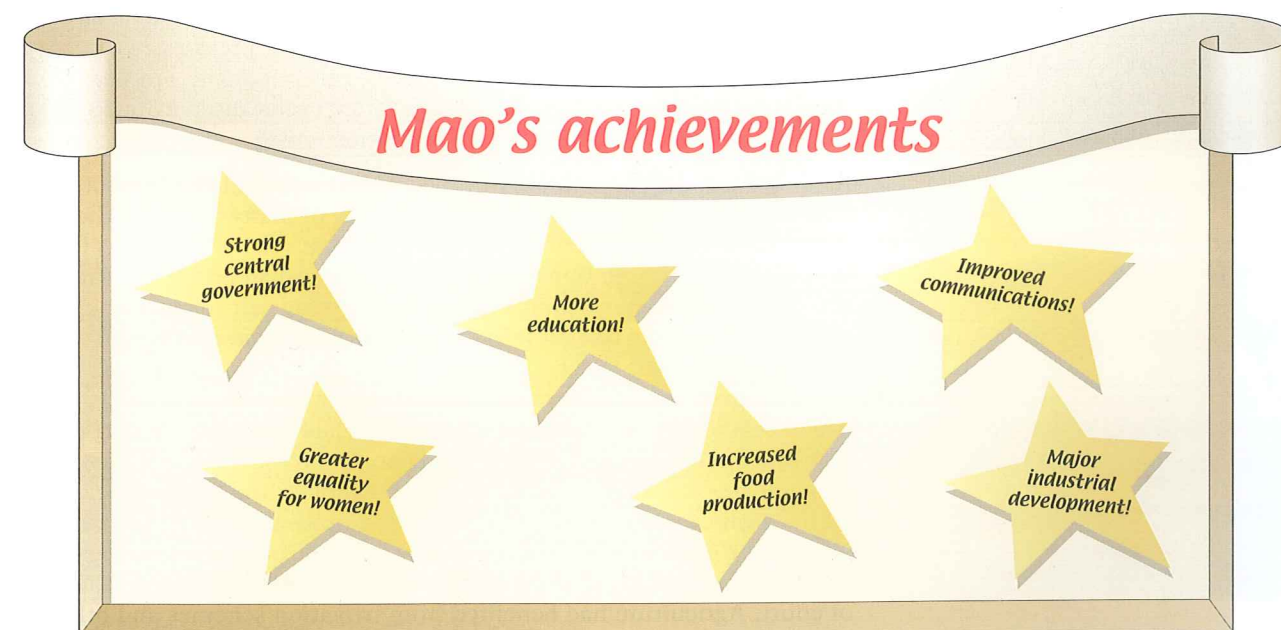 Mao's achievements
Strong
central
government!
More
education!
Improved
communications!
Greater
equality
for women!
Increased
food
production!
Major
industrial
development!